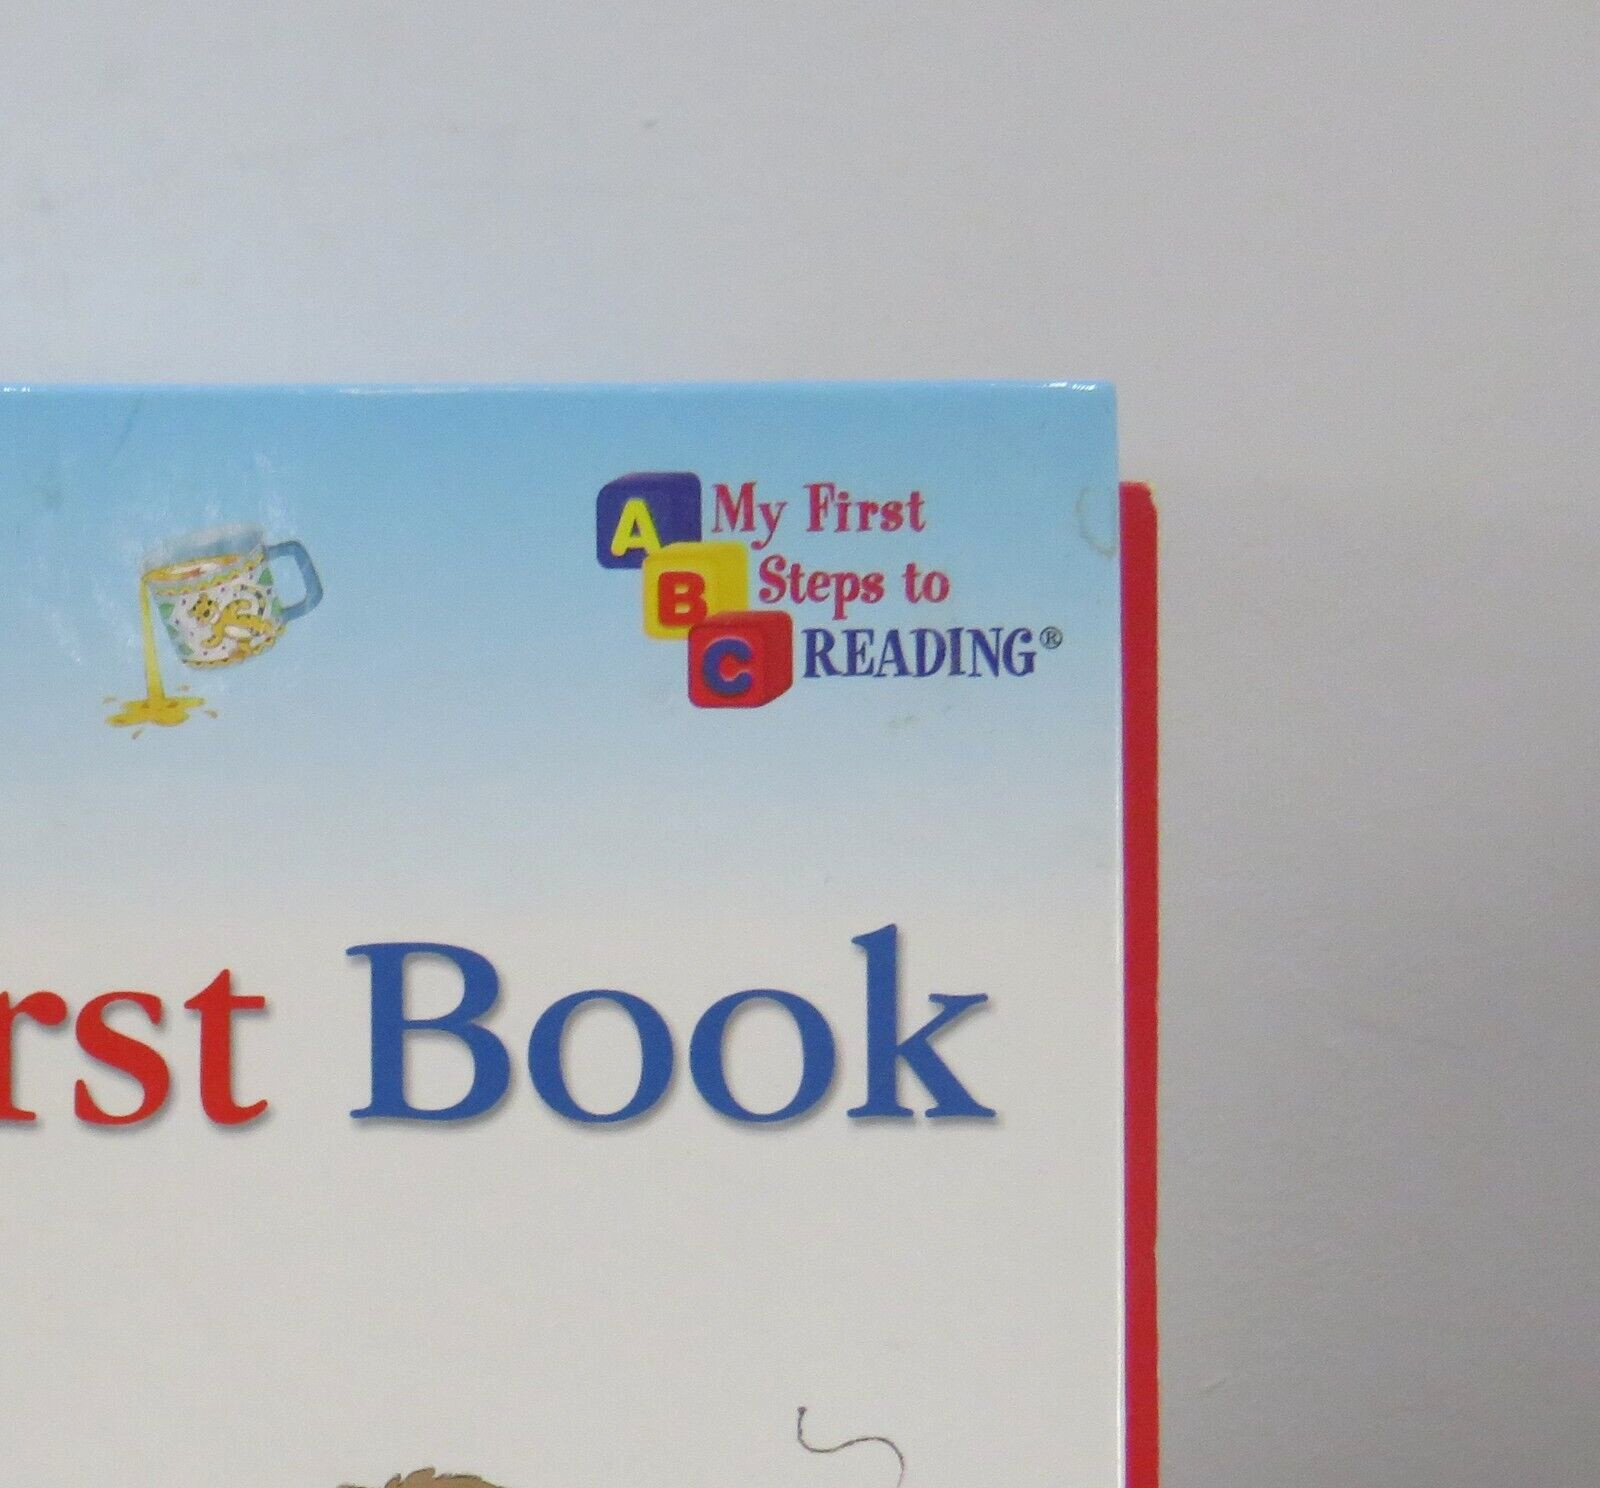 A
My First
B
Steps to
C
READING®
rst Book